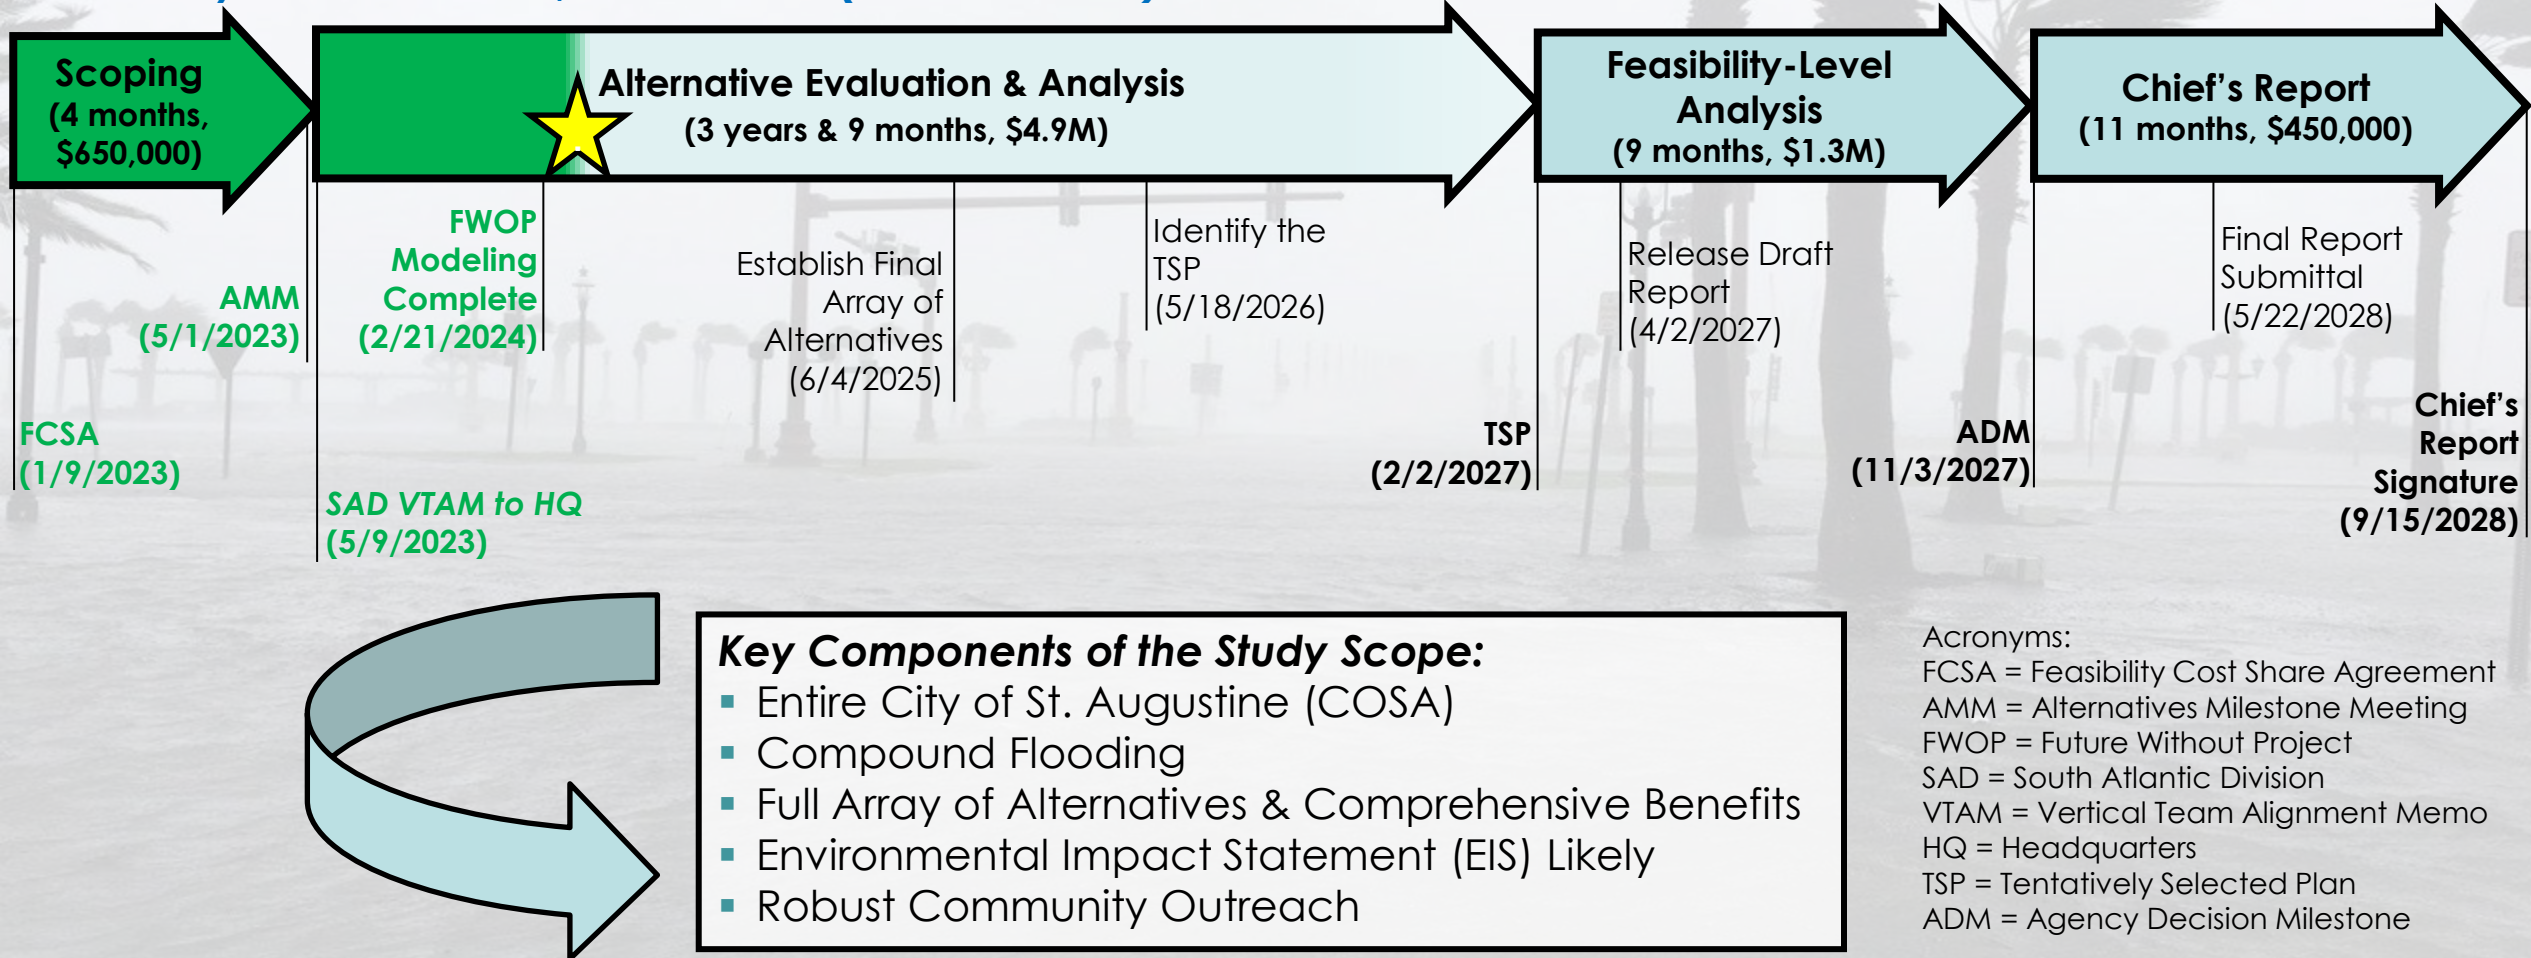 Scoping
(4 months,
$650,000)
Alternative Evaluation & Analysis
(3 years & 9 months, $4.9M)
Feasibility-Level
Analysis
(9 months, $1.3M)
Chief's Report
(11 months, $450,000)
FCSA
(1/9/2023)
AMM
(5/1/2023)
SAD VTAM to HQ
(5/9/2023)
FWOP
Modeling
Complete
(2/21/2024)
Establish Final
Array of
Alternatives
(6/4/2025)
Identify the
TSP
(5/18/2026)
TSP
(2/2/2027)
Release Draft
Report
(4/2/2027)
ADM
(11/3/2027)
Final Report
Submittal
(5/22/2028)
Chief's
Report
Signature
(9/15/2028)
Key Components of the Study Scope:
▪ Entire City of St. Augustine (COSA)
▪ Compound Flooding
▪ Full Array of Alternatives & Comprehensive Benefits
▪ Environmental Impact Statement (EIS) Likely
▪ Robust Community Outreach
Acronyms:
FCSA = Feasibility Cost Share Agreement
AMM = Alternatives Milestone Meeting
FWOP = Future Without Project
SAD = South Atlantic Division
VTAM = Vertical Team Alignment Memo
HQ = Headquarters
TSP = Tentatively Selected Plan
ADM = Agency Decision Milestone